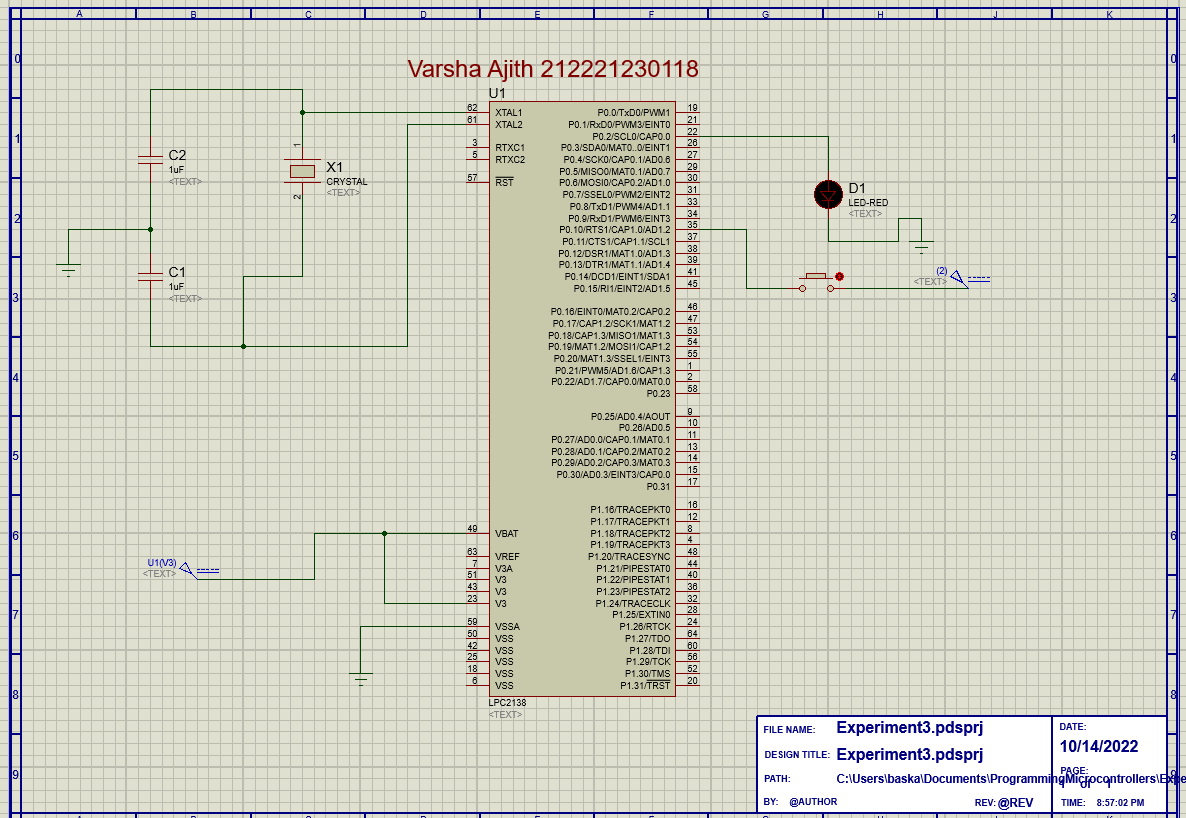 A B C D E F G H J K
0 0
Varsha Ajith 212221230118
U1
62 XTAL1 P0.0/TxD0/PWM1 19
61 XTAL2 P0.1/RxD0/PWM3/EINT0 21
P0.2/SCL0/CAP0.0 22
3 RTXC1 P0.3/SDA0/MAT0..0/EINT1 26
5 RTXC2 P0.4/SCK0/CAP0.1/AD0.6 27
P0.5/MISO0/MAT0.1/AD0.7 29
57 RST P0.6/MOSI0/CAP0.2/AD1.0 30
P0.7/SSEL0/PWM2/EINT2 31
P0.8/TxD1/PWM4/AD1.1 33
P0.9/RxD1/PWM6/EINT3 34
P0.10/RTS1/CAP1.0/AD1.2 35
P0.11/CTS1/CAP1.1/SCL1 37
P0.12/DSR1/MAT1.0/AD1.3 38
P0.13/DTR1/MAT1.1/AD1.4 39
P0.14/DCD1/EINT1/SDA1 41
P0.15/RI1/EINT2/AD1.5 45
P0.16/EINT0/MAT0.2/CAP0.2 46
P0.17/CAP1.2/SCK1/MAT1.2 47
P0.18/CAP1.3/MISO1/MAT1.3 53
P0.19/MAT1.2/MOSI1/CAP1.2 54
P0.20/MAT1.3/SSEL1/EINT3 55
P0.21/PWM5/AD1.6/CAP1.3 1
P0.22/AD1.7/CAP0.0/MAT0.0 2
P0.23 58
P0.25/AD0.4/AOUT 9
P0.26/AD0.5 10
P0.27/AD0.0/CAP0.1/MAT0.1 11
P0.28/AD0.1/CAP0.2/MAT0.2 13
P0.29/AD0.2/CAP0.3/MAT0.3 14
P0.30/AD0.3/EINT3/CAP0.0 15
P0.31 17
P1.16/TRACEPKT0 16
P1.17/TRACEPKT1 12
49 VBAT P1.18/TRACEPKT2 8
P1.19/TRACEPKT3 4
63 VREF P1.20/TRACESYNC 48
7 V3A P1.21/PIPESTAT0 44
51 V3 P1.22/PIPESTAT1 40
43 V3 P1.23/PIPESTAT2 36
23 V3 P1.24/TRACECLK 32
P1.25/EXTIN0 28
59 VSSA P1.26/RTCK 24
50 VSS P1.27/TDO 64
42 VSS P1.28/TDI 60
25 VSS P1.29/TCK 56
18 VSS P1.30/TMS 52
6 VSS P1.31/TRST 20
LPC2138
<TEXT>
C2
1uF
<TEXT>
1
X1
CRYSTAL
<TEXT>
2
C1
1uF
<TEXT>
D1
LED-RED
<TEXT>
(2)
<TEXT>
U1(V3)
<TEXT>
1 1
2 2
3 3
4 4
5 5
6 6
7 7
8 8
9 9
FILE NAME: Experiment3.pdsprj
DESIGN TITLE: Experiment3.pdsprj
PATH: C:\Users\baska\Documents\ProgrammingMicrocontrollers\Expe
BY: @AUTHOR REV: @REV
DATE:
10/14/2022
PAGE:
1 of 1
TIME: 8:57:02 PM